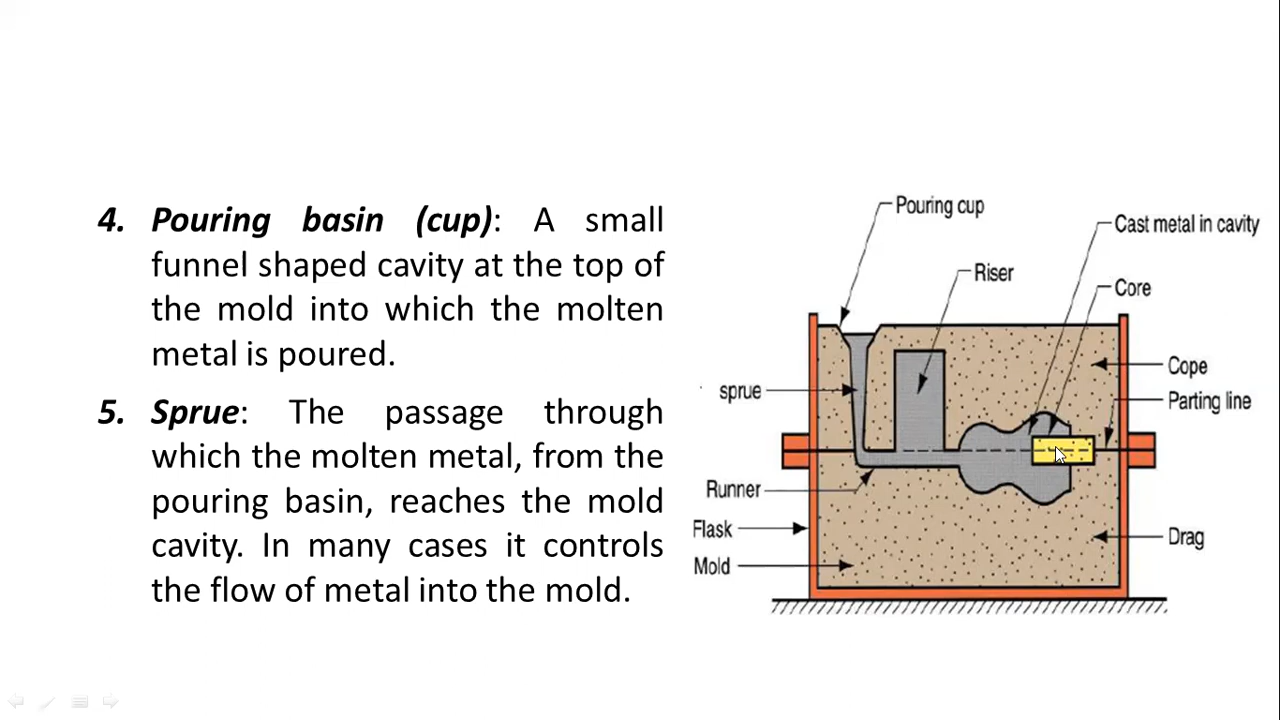 4. Pouring basin (cup): A small
funnel shaped cavity at the top of
the mold into which the molten
metal is poured.
5. Sprue: The passage through
which the molten metal, from the
pouring basin, reaches the mold
cavity. In many cases it controls
the flow of metal into the mold.
Pouring cup
Cast metal in cavity
Riser
Core
Cope
sprue
Parting line
Runner
Flask
Drag
Mold